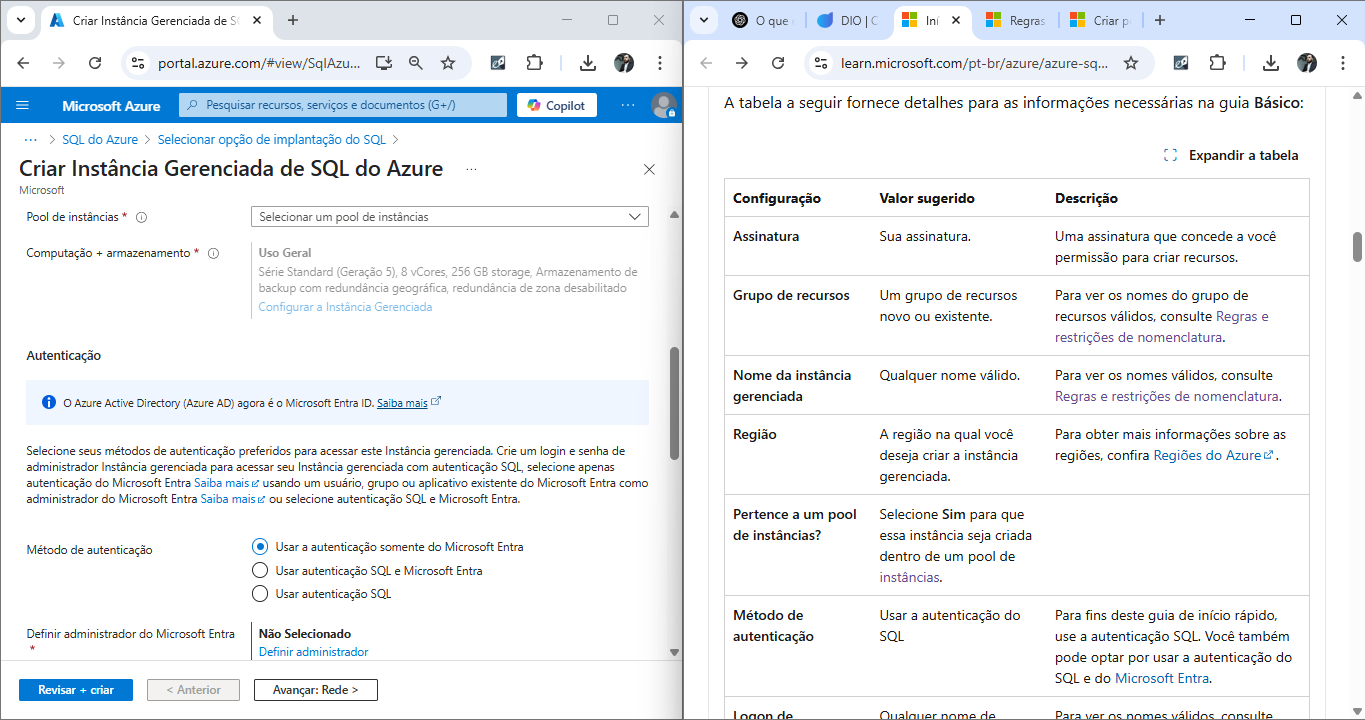 Criar Instância Gerenciada de SQ
portal.azure.com/#view/SqlAzu...
Microsoft Azure
Pesquisar recursos, serviços e documentos (G+/)
Copilot
...
... > SQL do Azure > Selecionar opção de implantação do SQL >
Criar Instância Gerenciada de SQL do Azure ...
Microsoft
Pool de instâncias *
Selecionar um pool de instâncias
Computação + armazenamento *
Uso Geral
Série Standard (Geração 5), 8 vCores, 256 GB storage, Armazenamento de
backup com redundância geográfica, redundância de zona desabilitado
Configurar a Instância Gerenciada
Autenticação
O Azure Active Directory (Azure AD) agora é o Microsoft Entra ID. Saiba mais
Selecione seus métodos de autenticação preferidos para acessar este Instância gerenciada. Crie um login e senha de
administrador Instância gerenciada para acessar seu Instância gerenciada com autenticação SQL, selecione apenas
autenticação do Microsoft Entra Saiba mais usando um usuário, grupo ou aplicativo existente do Microsoft Entra como
administrador do Microsoft Entra Saiba mais ou selecione autenticação SQL e Microsoft Entra.
Método de autenticação
Usar a autenticação somente do Microsoft Entra
Usar autenticação SQL e Microsoft Entra
Usar autenticação SQL
Definir administrador do Microsoft Entra
*
Não Selecionado
Definir administrador
Revisar + criar
< Anterior
Avançar: Rede >
O que
DIO | C
Iní
Regras
Criar p
learn.microsoft.com/pt-br/azure/azure-sq...
A tabela a seguir fornece detalhes para as informações necessárias na guia Básico:
Expandir a tabela
Configuração
Valor sugerido
Descrição
Assinatura
Sua assinatura.
Uma assinatura que concede a você
permissão para criar recursos.
Grupo de recursos
Um grupo de recursos
novo ou existente.
Para ver os nomes do grupo de
recursos válidos, consulte Regras e
restrições de nomenclatura.
Nome da instância
gerenciada
Qualquer nome válido.
Para ver os nomes válidos, consulte
Regras e restrições de nomenclatura.
Região
A região na qual você
deseja criar a instância
gerenciada.
Para obter mais informações sobre as
regiões, confira Regiões do Azure.
Pertence a um pool
de instâncias?
Selecione Sim para que
essa instância seja criada
dentro de um pool de
instâncias.
Método de
autenticação
Usar a autenticação do
SQL
Para fins deste guia de início rápido,
use a autenticação SQL. Você também
pode optar por usar a autenticação do
SQL e do Microsoft Entra.
Logon de
Qualquer nome de
Para ver os nomes válidos, consulte